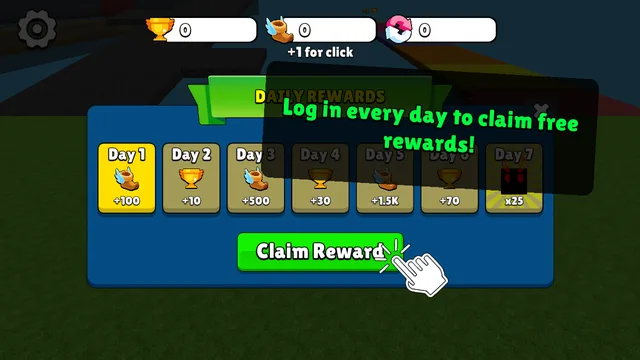 0
0
0
+1 for click
DAILY REWARDS
Log in every day to claim free
rewards!
Day 1
Day 2
Day 3
Day 4
Day 5
Day 6
Day 7
+100
+10
+500
+30
+1.5K
+70
x25
Claim Reward